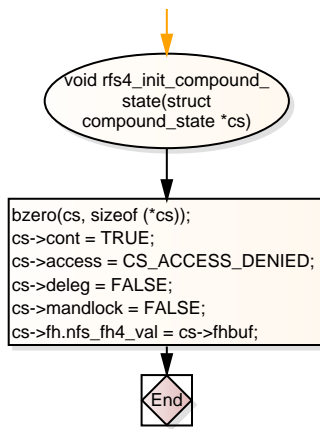 void rfs4_init_compound_
state(struct
compound_state *cs)
bzero(cs, sizeof (*cs));
cs->cont = TRUE;
cs->access = CS_ACCESS_DENIED;
cs->deleg = FALSE;
cs->mandlock = FALSE;
cs->fh.nfs_fh4_val = cs->fhbuf;
End